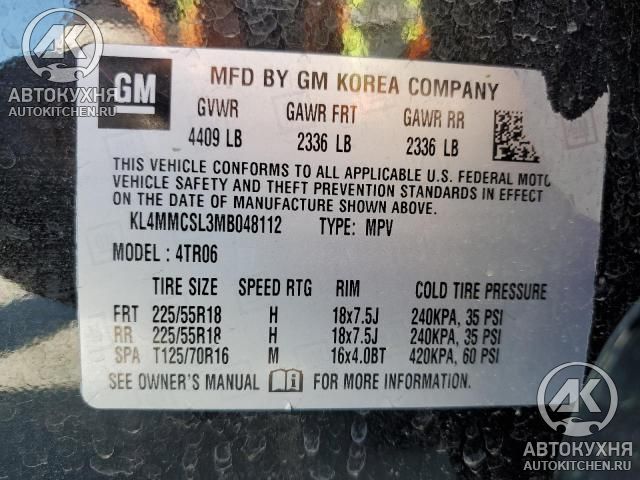 AK
АВТОКУХНЯ
AUTOKITCHEN.RU
GM
MFD BY GM KOREA COMPANY
GVWR GAWR FRT GAWR RR
4409 LB 2336 LB 2336 LB
THIS VEHICLE CONFORMS TO ALL APPLICABLE U.S. FEDERAL MOTO
VEHICLE SAFETY AND THEFT PREVENTION STANDARDS IN EFFECT
ON THE DATE OF MANUFACTURE SHOWN ABOVE.
KL4MMCSL3MB048112 TYPE: MPV
MODEL: 4TR06
TIRE SIZE SPEED RTG RIM COLD TIRE PRESSURE
FRT 225/55R18 H 18x7.5J 240KPA, 35 PSI
RR 225/55R18 H 18x7.5J 240KPA, 35 PSI
SPA T125/70R16 M 16x4.0BT 420KPA, 60 PSI
SEE OWNER'S MANUAL i FOR MORE INFORMATION.
AK
АВТОКУХНЯ
AUTOKITCHEN.RU